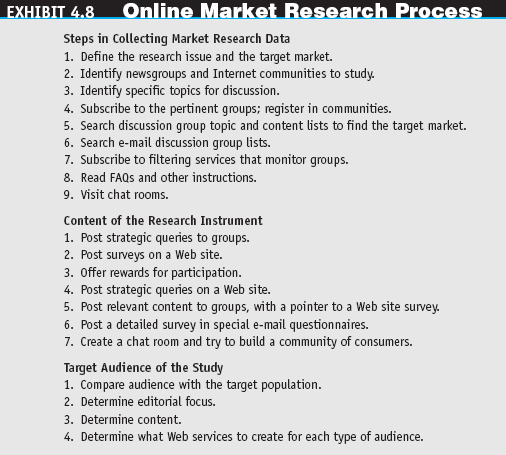 EXHIBIT 4.8 Online Market Research Process
Steps in Collecting Market Research Data
1. Define the research issue and the target market.
2. Identify newsgroups and Internet communities to study.
3. Identify specific topics for discussion.
4. Subscribe to the pertinent groups; register in communities.
5. Search discussion group topic and content lists to find the target market.
6. Search e-mail discussion group lists.
7. Subscribe to filtering services that monitor groups.
8. Read FAQs and other instructions.
9. Visit chat rooms.
Content of the Research Instrument
1. Post strategic queries to groups.
2. Post surveys on a Web site.
3. Offer rewards for participation.
4. Post strategic queries on a Web site.
5. Post relevant content to groups, with a pointer to a Web site survey.
6. Post a detailed survey in special e-mail questionnaires.
7. Create a chat room and try to build a community of consumers.
Target Audience of the Study
1. Compare audience with the target population.
2. Determine editorial focus.
3. Determine content.
4. Determine what Web services to create for each type of audience.